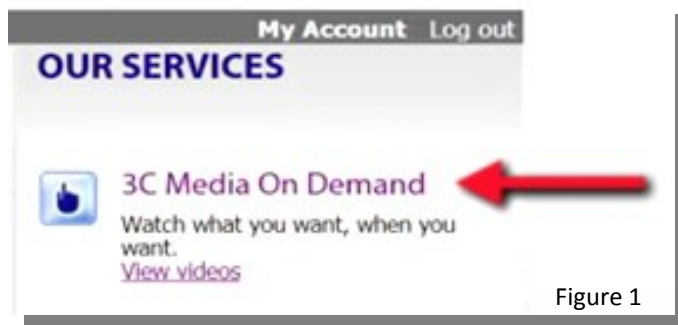 My Account Log out
OUR SERVICES
3C Media On Demand
Watch what you want, when you
want.
View videos
Figure 1